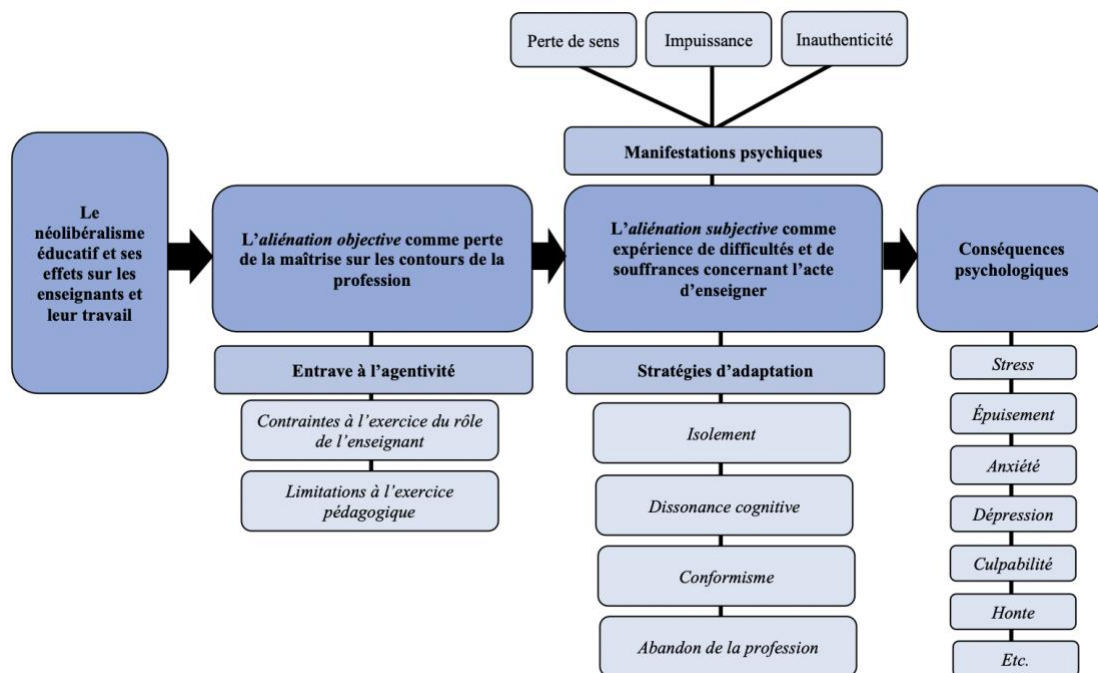 Perte de sens
Impuissance
Inauthenticité
Manifestations psychiques
Le
néolibéralisme
éducatif et ses
effets sur les
enseignants et
leur travail
L’aliénation objective comme perte
de la maîtrise sur les contours de la
profession
L’aliénation subjective comme
expérience de difficultés et de
souffrances concernant l’acte
d’enseigner
Conséquences
psychologiques
Entrave à l’agentivité
Contraintes à l’exercice du rôle
de l’enseignant
Limitations à l’exercice
pédagogique
Stratégies d’adaptation
Isolement
Dissonance cognitive
Conformisme
Abandon de la profession
Stress
Épuisement
Anxiété
Dépression
Culpabilité
Honte
Etc.